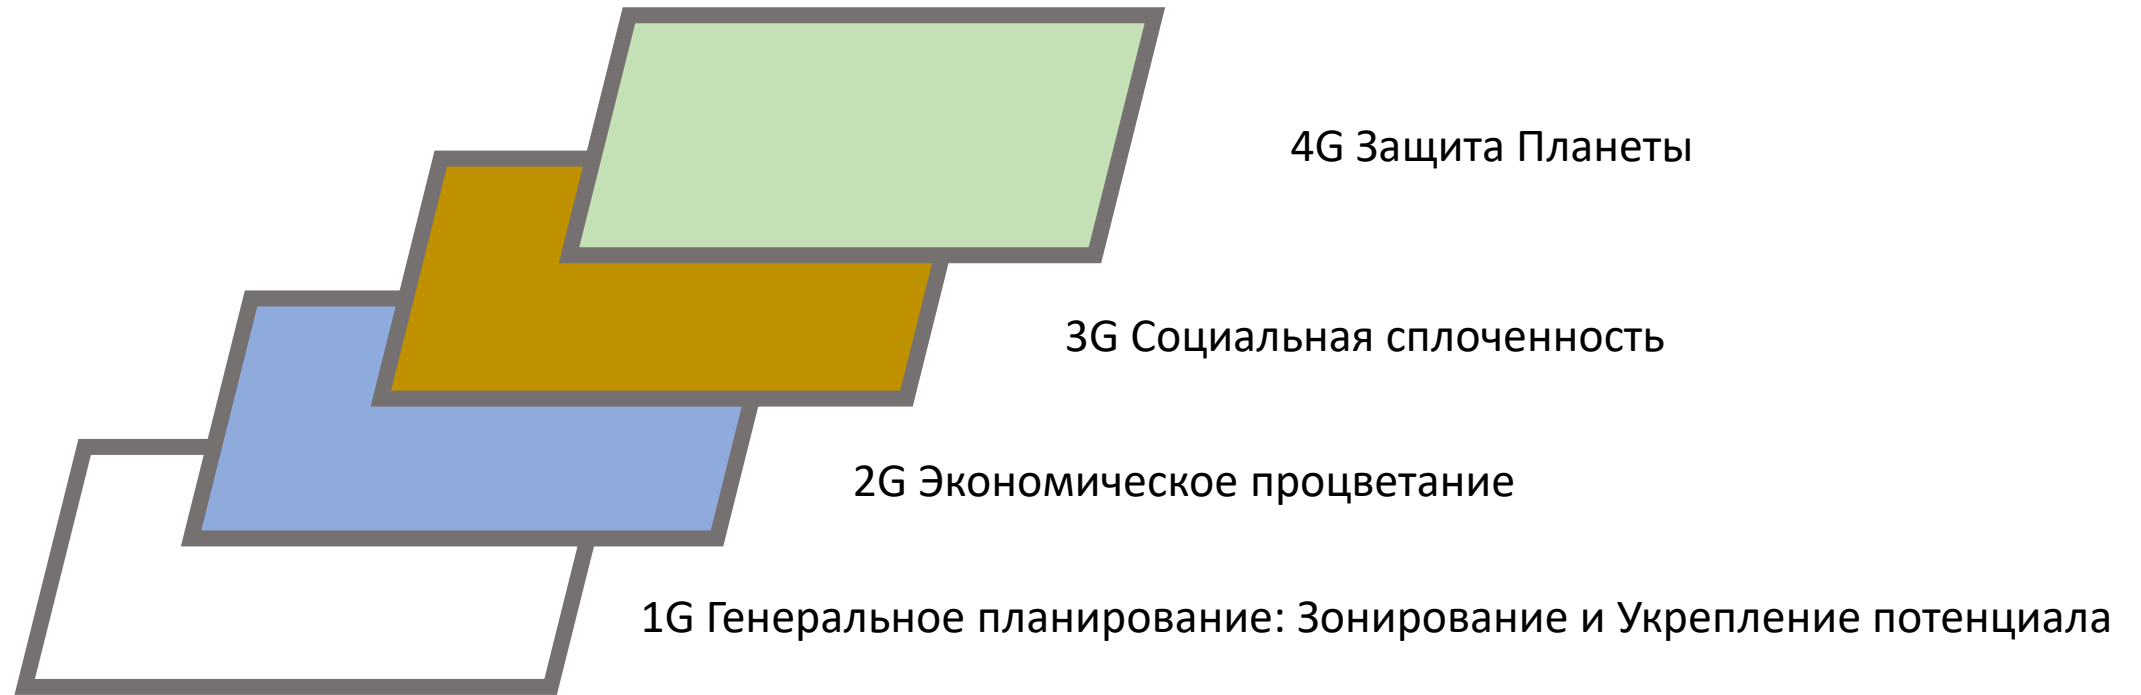 4G Защита Планеты
3G Социальная сплоченность
2G Экономическое процветание
1G Генеральное планирование: Зонирование и Укрепление потенциала